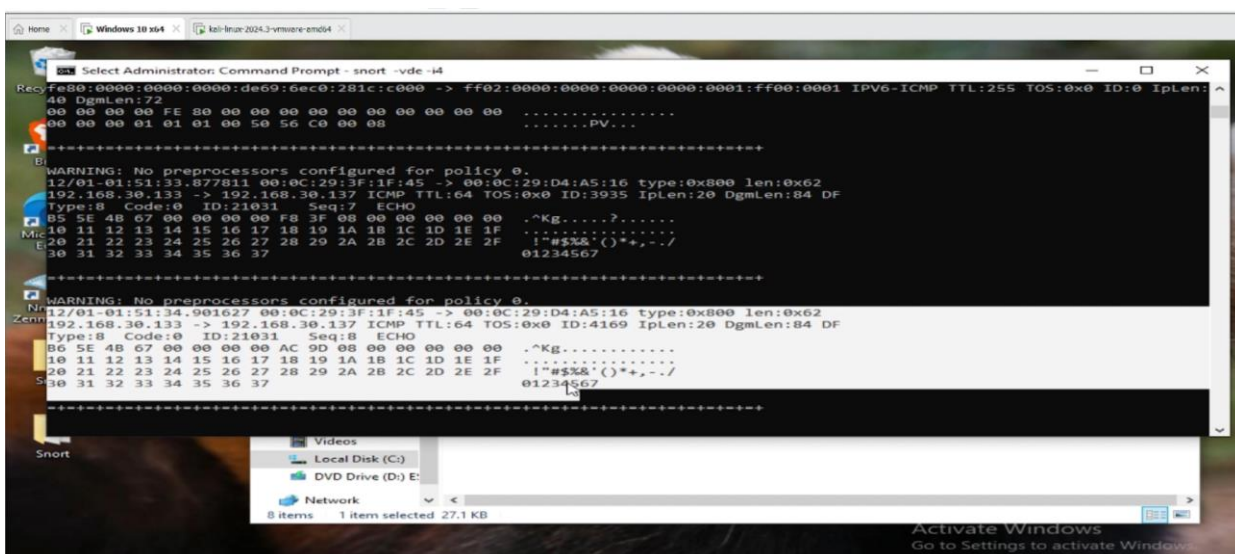 Home
Windows 10 x64
kali-linux-2024.3-vmware-amd64
Select Administrator: Command Prompt - snort -vde -i4
fe80:0000:0000:0000:de69:6ec0:281c:c000 -> ff02:0000:0000:0000:0000:0001:ff00:0001 IPV6-ICMP TTL:255 TOS:0x0 ID:0 IpLen:
40 DgmLen:72
00 00 00 00 FE 80 00 00 00 00 00 00 00 00 00 00 ................
00 00 00 01 01 01 00 50 56 C0 00 08 .......PV...
=+=+=+=+=+=+=+=+=+=+=+=+=+=+=+=+=+=+=+=+=+=+=+=+=+=+=+=+=+=+=+=+=+=+=+=+=+
WARNING: No preprocessors configured for policy 0.
12/01-01:51:33.877811 00:0C:29:3F:1F:45 -> 00:0C:29:D4:A5:16 type:0x800 len:0x62
192.168.30.133 -> 192.168.30.137 ICMP TTL:64 TOS:0x0 ID:3935 IpLen:20 DgmLen:84 DF
Type:8 Code:0 ID:21031 Seq:7 ECHO
B5 5E 4B 67 00 00 00 00 F8 3F 08 00 00 00 00 00 .^Kg.....?......
10 11 12 13 14 15 16 17 18 19 1A 1B 1C 1D 1E 1F ................
20 21 22 23 24 25 26 27 28 29 2A 2B 2C 2D 2E 2F !"#$%&'()*+,-./
30 31 32 33 34 35 36 37 01234567
=+=+=+=+=+=+=+=+=+=+=+=+=+=+=+=+=+=+=+=+=+=+=+=+=+=+=+=+=+=+=+=+=+=+=+=+=+
WARNING: No preprocessors configured for policy 0.
12/01-01:51:34.901627 00:0C:29:3F:1F:45 -> 00:0C:29:D4:A5:16 type:0x800 len:0x62
192.168.30.133 -> 192.168.30.137 ICMP TTL:64 TOS:0x0 ID:4169 IpLen:20 DgmLen:84 DF
Type:8 Code:0 ID:21031 Seq:8 ECHO
B6 5E 4B 67 00 00 00 00 AC 9D 08 00 00 00 00 00 .^Kg............
10 11 12 13 14 15 16 17 18 19 1A 1B 1C 1D 1E 1F ................
20 21 22 23 24 25 26 27 28 29 2A 2B 2C 2D 2E 2F !"#$%&'()*+,-./
30 31 32 33 34 35 36 37 01234567
=+=+=+=+=+=+=+=+=+=+=+=+=+=+=+=+=+=+=+=+=+=+=+=+=+=+=+=+=+=+=+=+=+=+=+=+=+
Snort
Videos
Local Disk (C:)
DVD Drive (D:) E:
Network
8 items 1 item selected 27.1 KB
Activate Windows
Go to Settings to activate Windows.